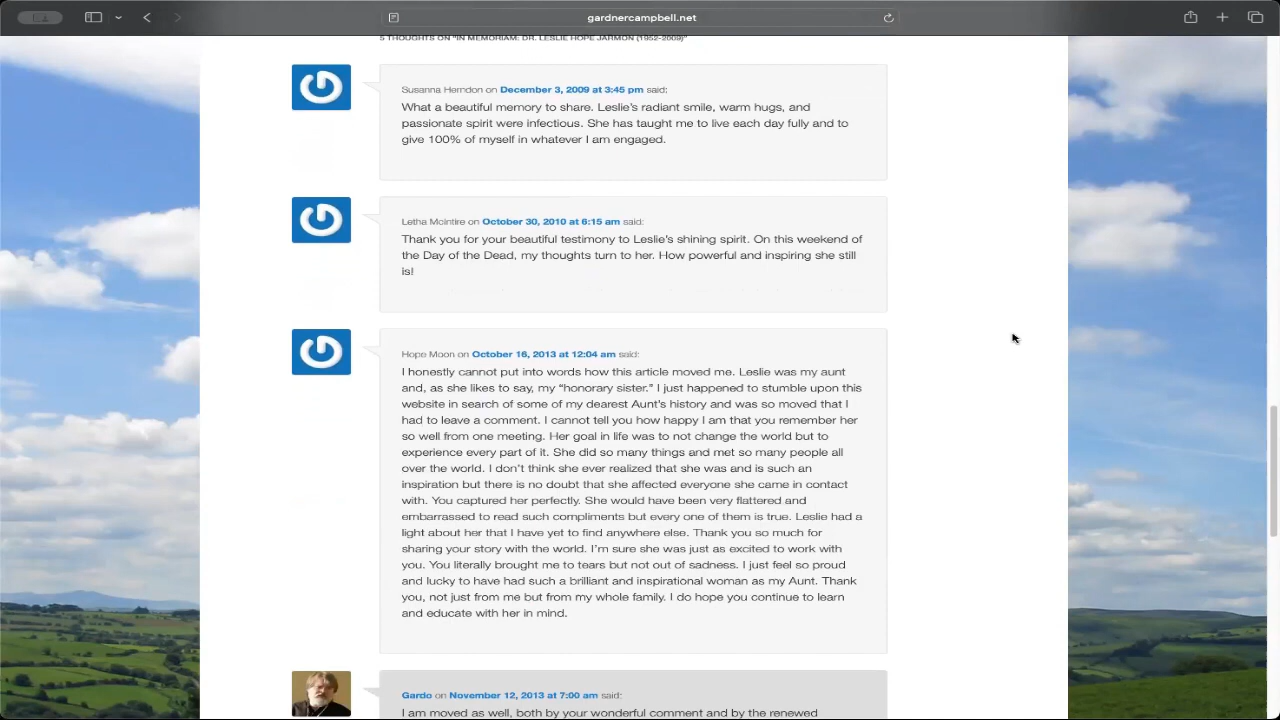 gardnercampbell.net
5 THOUGHTS ON “IN MEMORIAM: DR. LESLIE HOPE JARMON (1952-2009)”
Susanna Herndon on December 3, 2009 at 3:45 pm said:
What a beautiful memory to share. Leslie’s radiant smile, warm hugs, and
passionate spirit were infectious. She has taught me to live each day fully and to
give 100% of myself in whatever I am engaged.
Letha Mcintire on October 30, 2010 at 6:15 am said:
Thank you for your beautiful testimony to Leslie’s shining spirit. On this weekend of
the Day of the Dead, my thoughts turn to her. How powerful and inspiring she still
is!
Hope Moon on October 16, 2013 at 12:04 am said:
I honestly cannot put into words how this article moved me. Leslie was my aunt
and, as she likes to say, my “honorary sister.” I just happened to stumble upon this
website in search of some of my dearest Aunt’s history and was so moved that I
had to leave a comment. I cannot tell you how happy I am that you remember her
so well from one meeting. Her goal in life was to not change the world but to
experience every part of it. She did so many things and met so many people all
over the world. I don’t think she ever realized that she was and is such an
inspiration but there is no doubt that she affected everyone she came in contact
with. You captured her perfectly. She would have been very flattered and
embarrassed to read such compliments but every one of them is true. Leslie had a
light about her that I have yet to find anywhere else. Thank you so much for
sharing your story with the world. I’m sure she was just as excited to work with
you. You literally brought me to tears but not out of sadness. I just feel so proud
and lucky to have had such a brilliant and inspirational woman as my Aunt. Thank
you, not just from me but from my whole family. I do hope you continue to learn
and educate with her in mind.
Gardo on November 12, 2013 at 7:00 am said:
I am moved as well, both by your wonderful comment and by the renewed